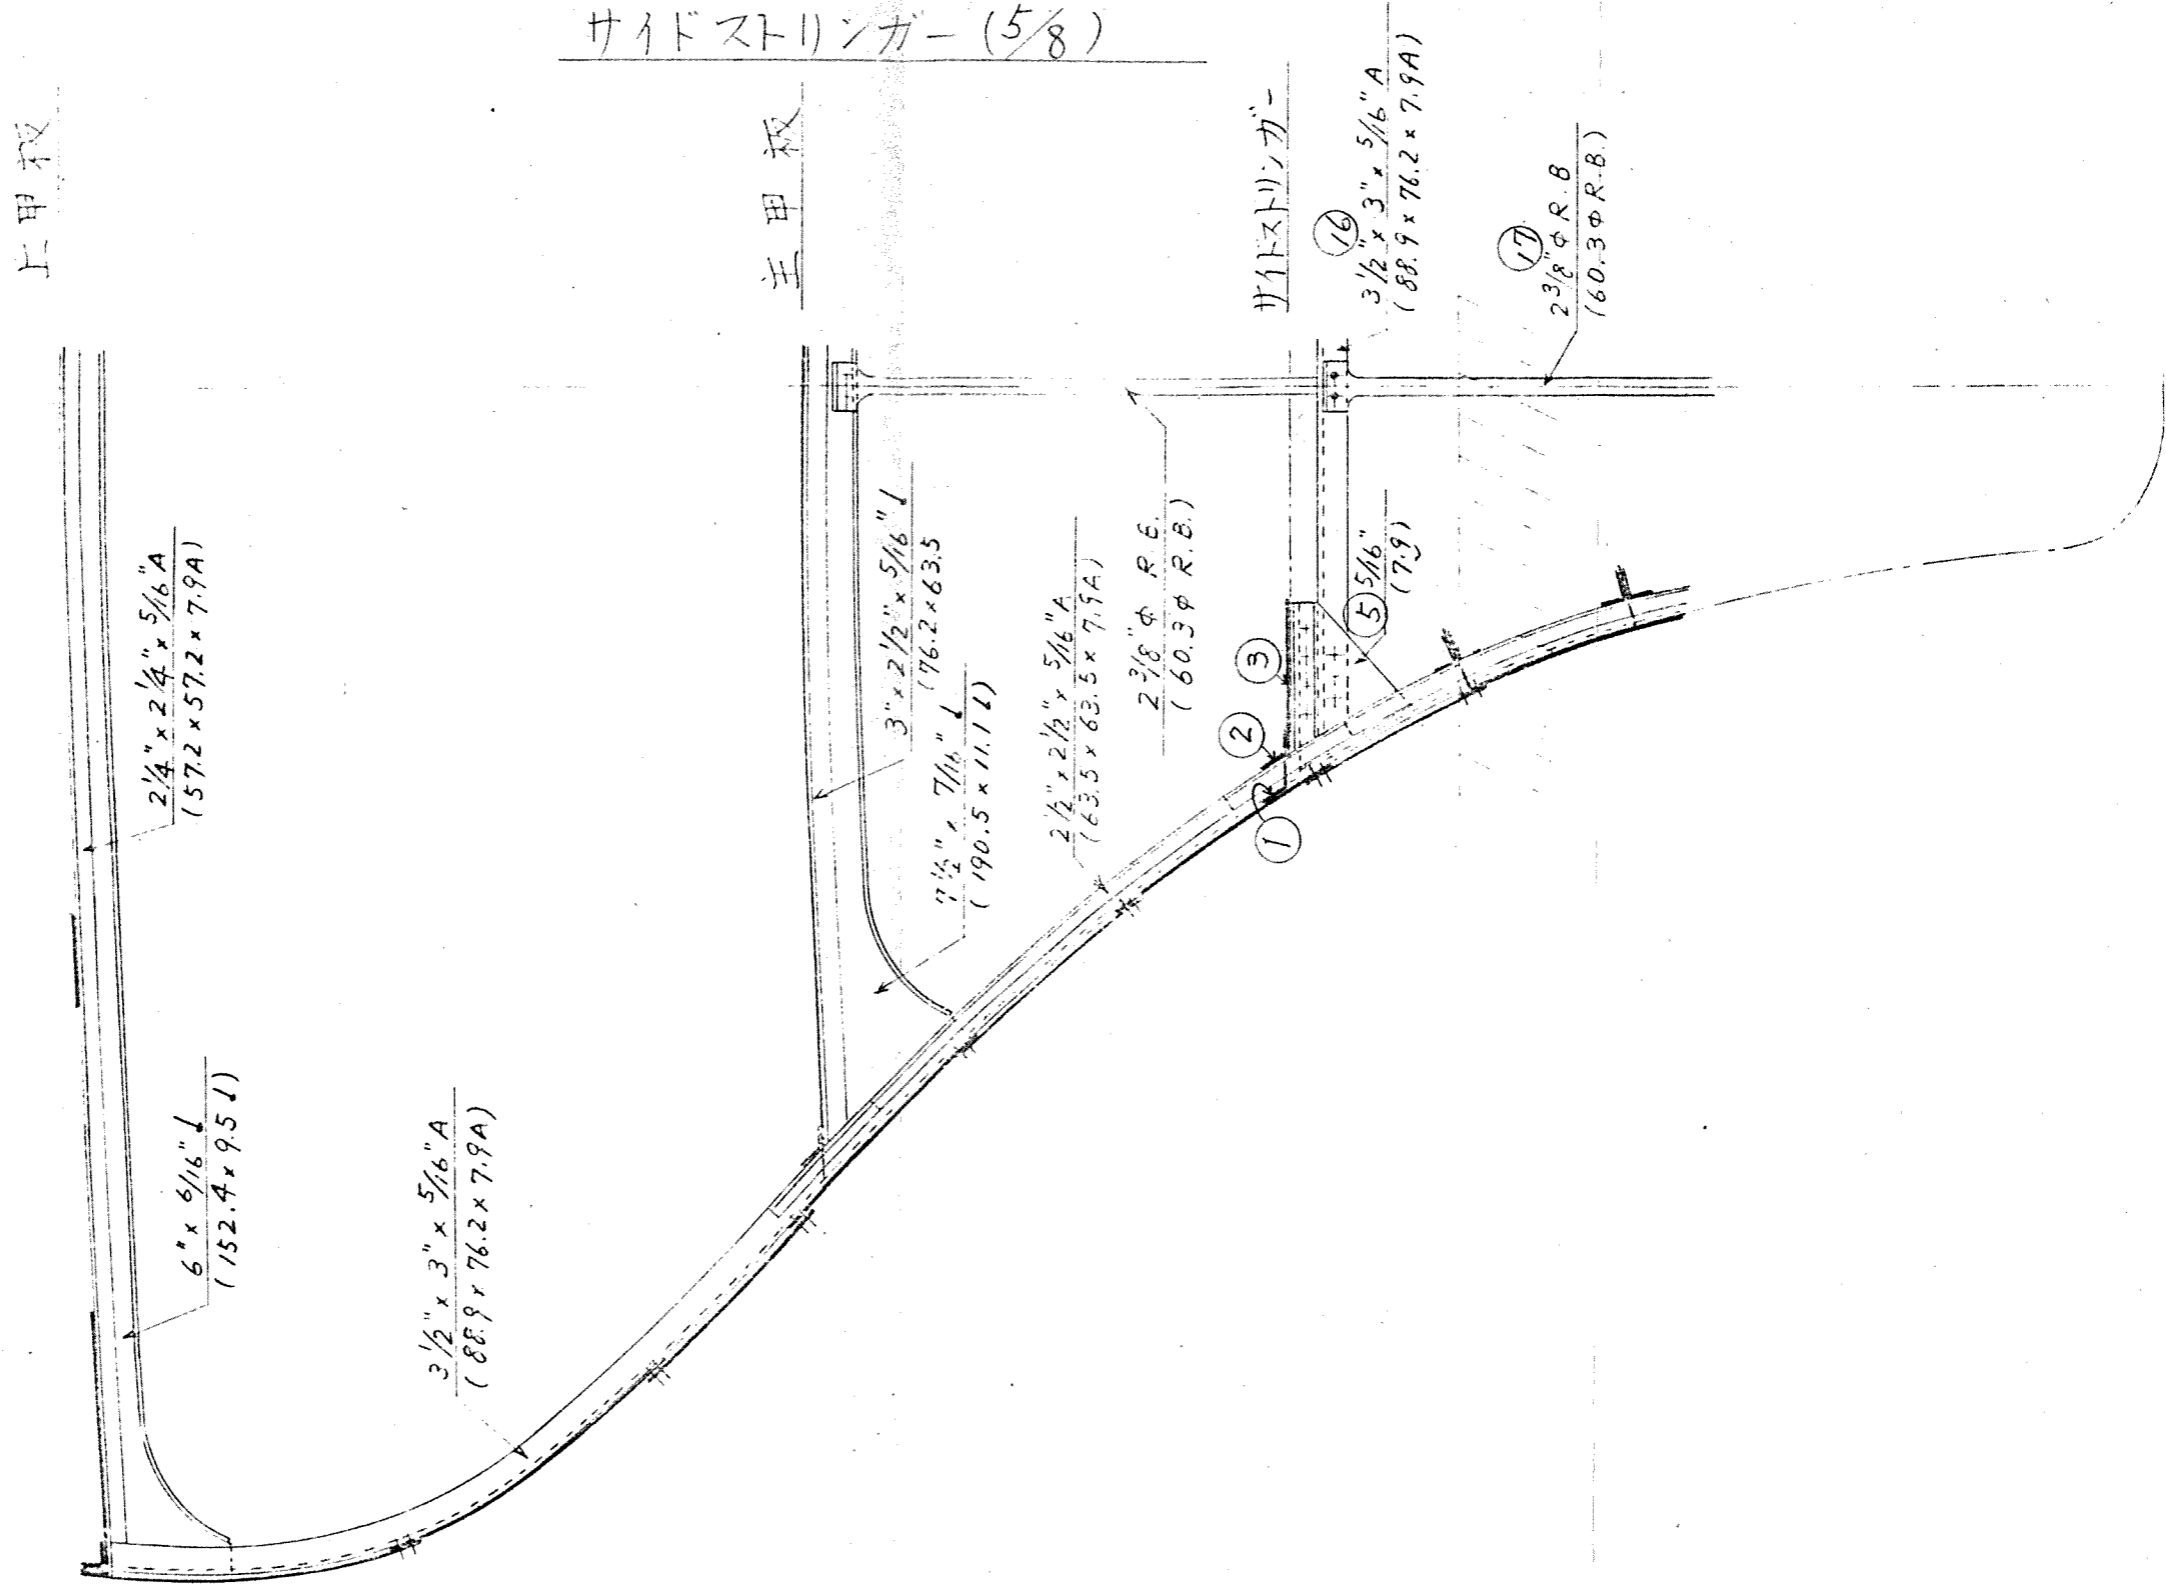 サイドストリンガー (5/8)
上甲板
主甲板
サイドストリンガー
⑯
3 1/2" × 3" × 5/16" A
(88.9 × 76.2 × 7.9A)
⑰
2 3/8" φ R.B
(60.3φ R.B.)
2 1/4" × 2 1/4" × 5/16" A
(57.2 × 57.2 × 7.9A)
3" × 2 1/2" × 5/16"
(76.2 × 63.5
7 1/2" × 7/16"
(190.5 × 11.1
2 1/2" × 2 1/2" × 5/16" A
(63.5 × 63.5 × 7.9A)
2 3/8" φ R.B.
(60.3φ R.B.)
⑤ 5/16"
(7.9)
③
②
①
6" × 6/16"
(152.4 × 9.5
3 1/2" × 3" × 5/16" A
(88.9 × 76.2 × 7.9A)